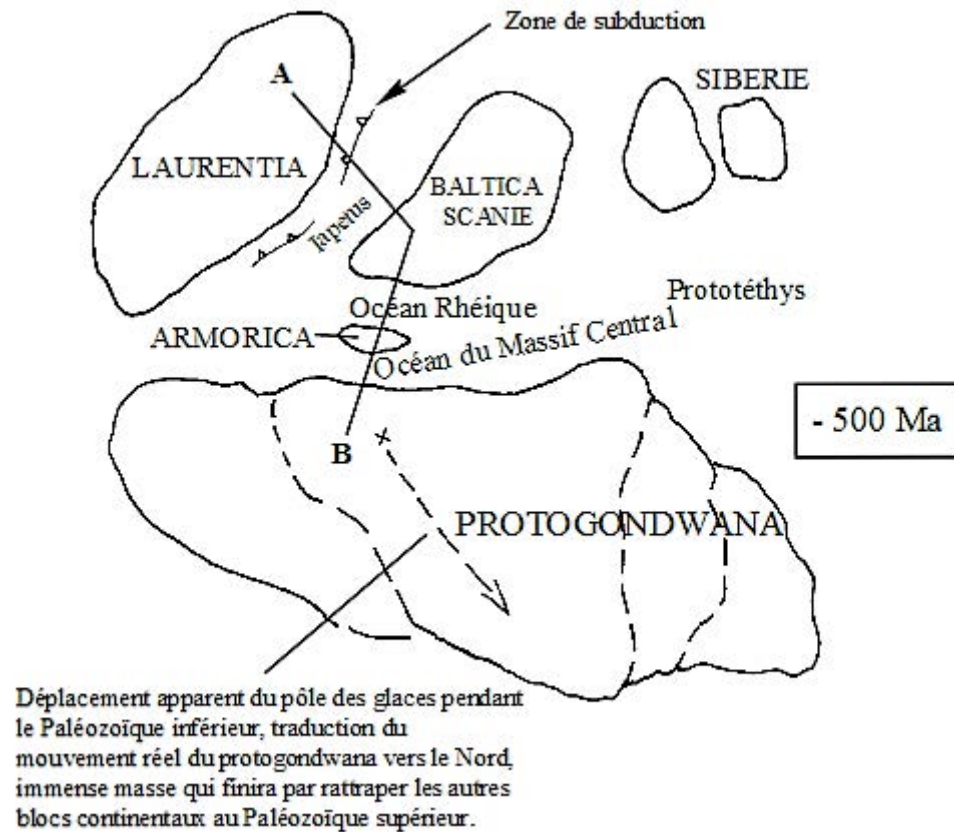 Zone de subduction
A
SIBERIE
LAURENTIA
BALTICA
SCANIE
Iapenus
Prototéthys
Océan Rhéique
ARMORICA
Océan du Massif Central
- 500 Ma
B
PROTOGONDWANA
Déplacement apparent du pôle des glaces pendant
le Paléozoïque inférieur, traduction du
mouvement réel du protogondwana vers le Nord,
immense masse qui finira par rattraper les autres
blocs continentaux au Paléozoïque supérieur.